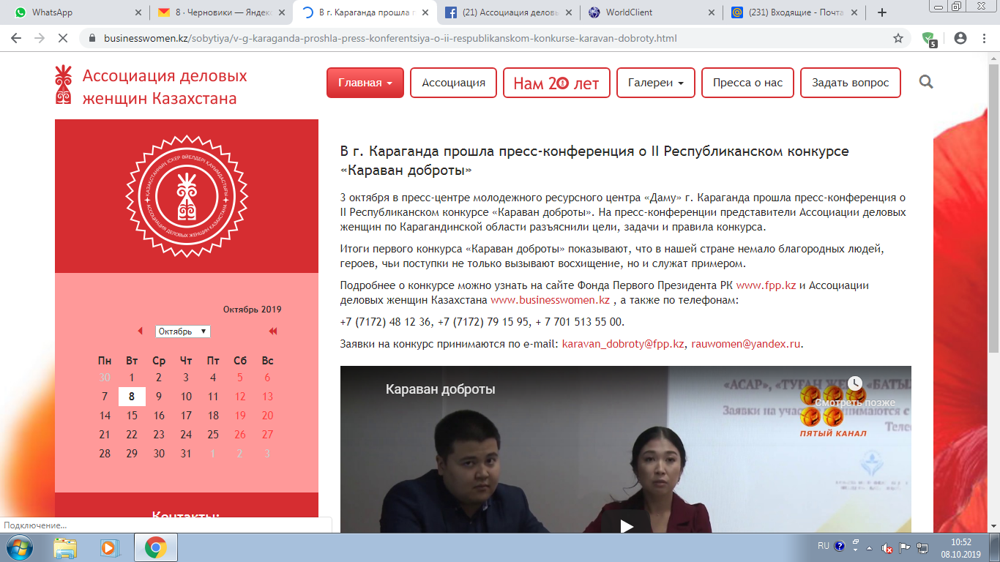 WhatsApp
8 · Черновики — Яндекс
В г. Караганда прошла п
(21) Ассоциация деловы
WorldClient
(231) Входящие - Почта
businesswomen.kz/sobytiya/v-g-karaganda-proshla-press-konferentsiya-o-ii-respublikanskom-konkurse-karavan-dobroty.html
5
Ассоциация деловых
женщин Казахстана
Главная
Ассоциация
Нам 20 лет
Галереи
Пресса о нас
Задать вопрос
ҚАЗАҚСТАННЫҢ ІСКЕР ӘЙЕЛДЕРІ ҚАУЫМДАСТЫҒЫ
АССОЦИАЦИЯ ДЕЛОВЫХ ЖЕНЩИН КАЗАХСТАНА
Октябрь 2019
Октябрь
Пн Вт Ср Чт Пт Сб Вс
30 1 2 3 4 5 6
7 8 9 10 11 12 13
14 15 16 17 18 19 20
21 22 23 24 25 26 27
28 29 30 31 1 2 3
Контакты:
В г. Караганда прошла пресс-конференция о II Республиканском конкурсе
«Караван доброты»
3 октября в пресс-центре молодежного ресурсного центра «Даму» г. Караганда прошла пресс-конференция о
II Республиканском конкурсе «Караван доброты». На пресс-конференции представители Ассоциации деловых
женщин по Карагандинской области разъяснили цели, задачи и правила конкурса.
Итоги первого конкурса «Караван доброты» показывают, что в нашей стране немало благородных людей,
героев, чьи поступки не только вызывают восхищение, но и служат примером.
Подробнее о конкурсе можно узнать на сайте Фонда Первого Президента РК www.fpp.kz и Ассоциации
деловых женщин Казахстана www.businesswomen.kz , а также по телефонам:
+7 (7172) 48 12 36, +7 (7172) 79 15 95, + 7 701 513 55 00.
Заявки на конкурс принимаются по e-mail: karavan_dobroty@fpp.kz, rauwomen@yandex.ru.
Караван доброты
«АСАР», «ТУҒАН ЖЕ «БАТЫ
Смотреть позже
Заявки на уча принимаются с
Теле
ПЯТЫЙ КАНАЛ
Подключение...
RU
10:52
08.10.2019